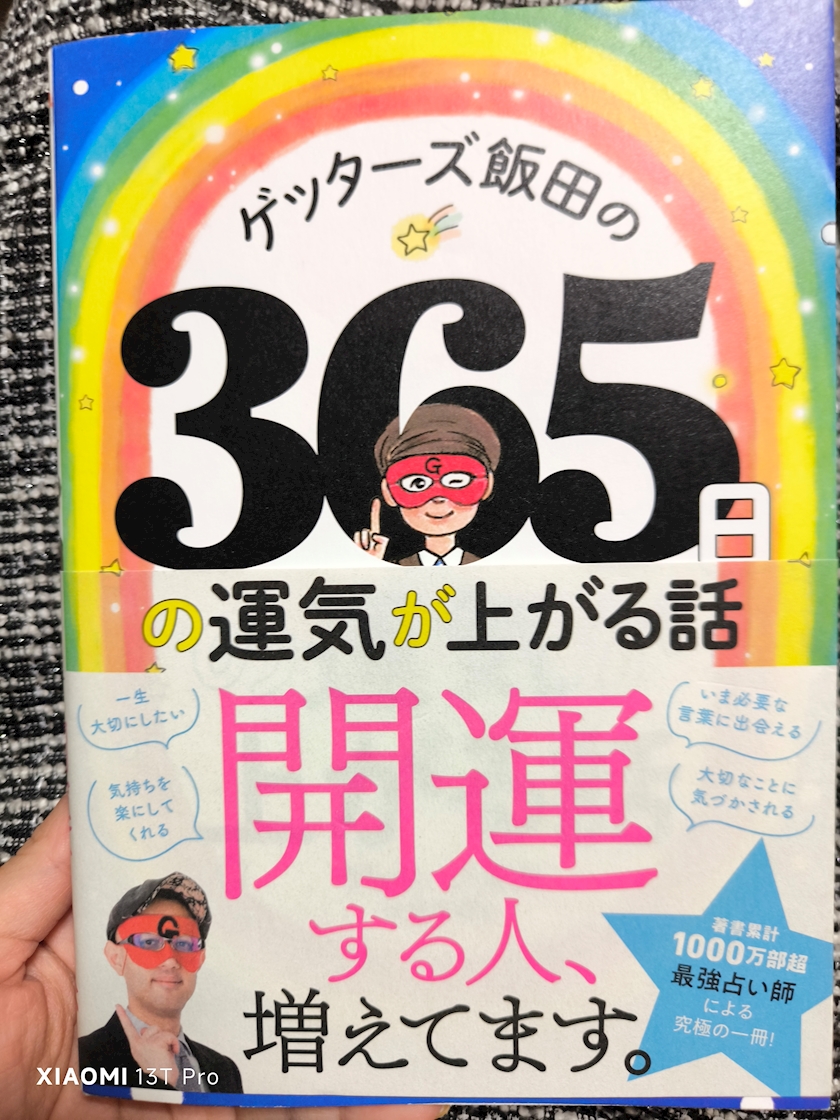 ゲッターズ飯田の
365
日
G
の運気が上がる話
一生
大切にしたい
いま必要な
言葉に出会える
気持ちを
楽にして
くれる
大切なことに
気づかされる
開運
する人、
増えてます。
G
著書累計
1000万部超
最強占い師
による
究極の一冊!
XIAOMI 13T Pro